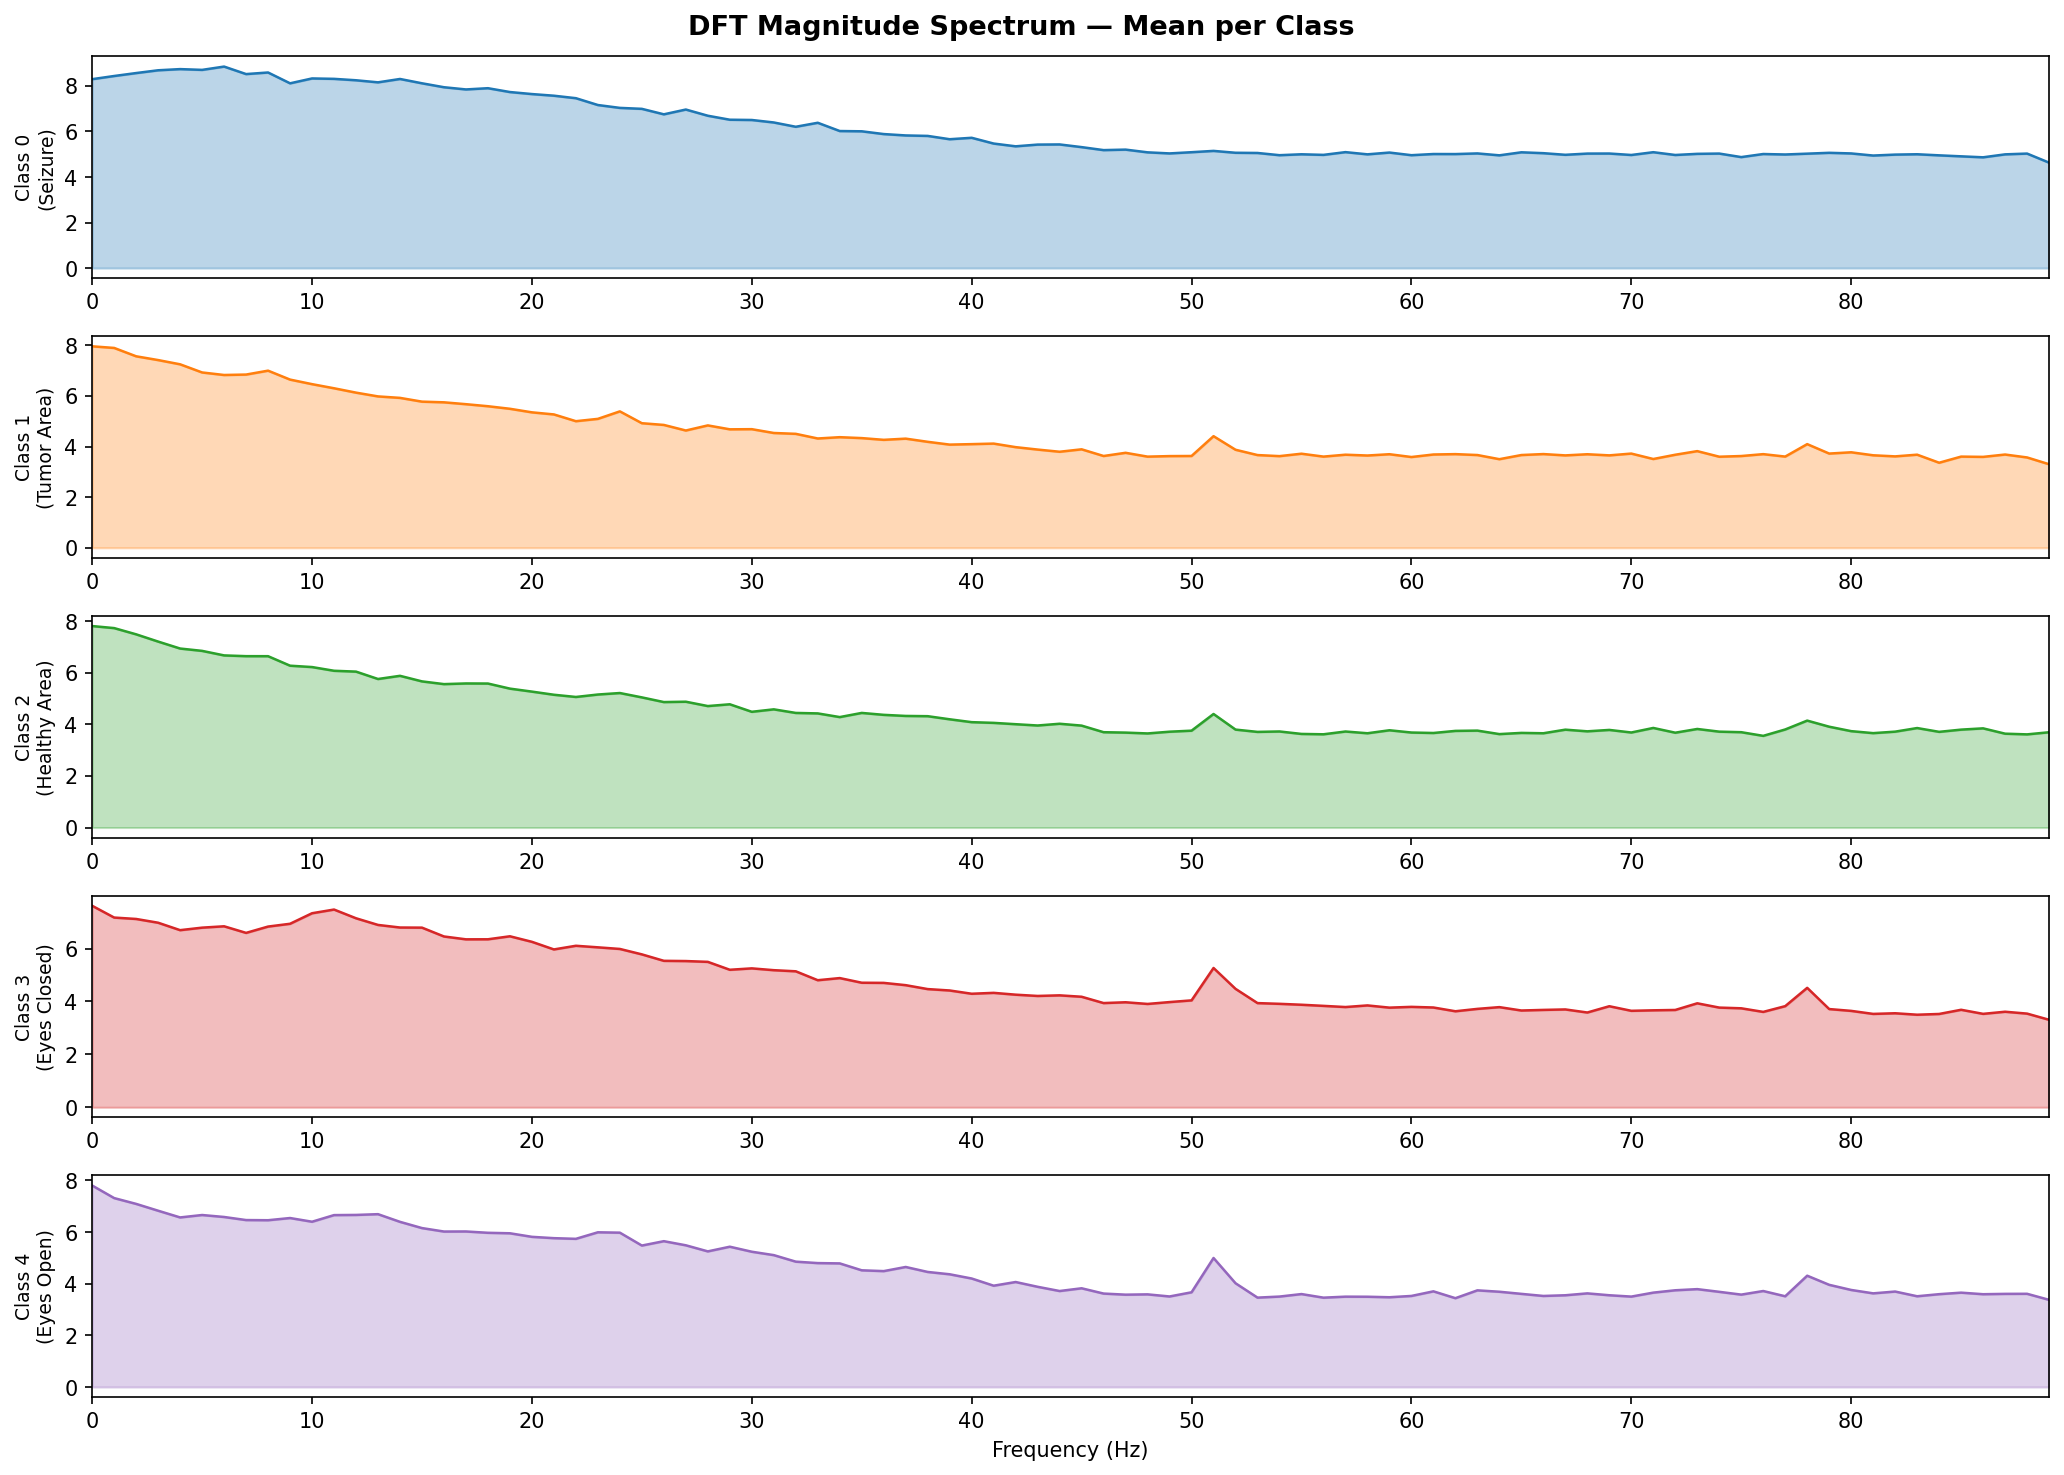 DFT Magnitude Spectrum — Mean per Class
Class 0
(Seizure)
8
6
4
2
0
0 10 20 30 40 50 60 70 80
Class 1
(Tumor Area)
8
6
4
2
0
0 10 20 30 40 50 60 70 80
Class 2
(Healthy Area)
8
6
4
2
0
0 10 20 30 40 50 60 70 80
Class 3
(Eyes Closed)
6
4
2
0
0 10 20 30 40 50 60 70 80
Class 4
(Eyes Open)
8
6
4
2
0
0 10 20 30 40 50 60 70 80
Frequency (Hz)